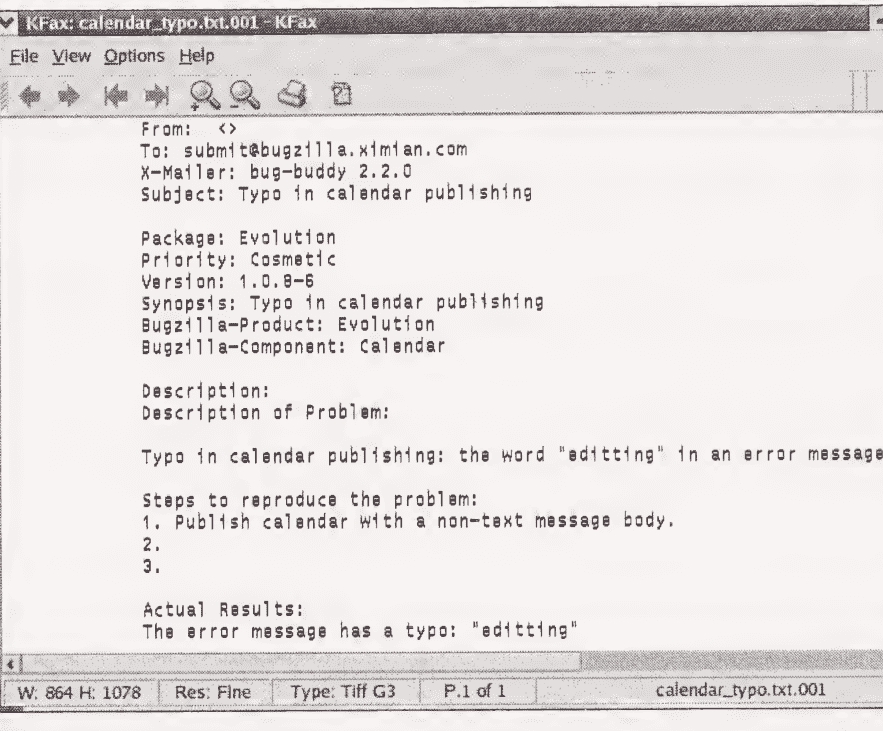 KFax: calendar_typo.txt.001 - KFax
File View Options Help
From: <>
To: submit@bugzilla.ximian.com
X-Mailer: bug-buddy 2.2.0
Subject: Typo in calendar publishing
Package: Evolution
Priority: Cosmetic
Version: 1.0.8-6
Synopsis: Typo in calendar publishing
Bugzilla-Product: Evolution
Bugzilla-Component: Calendar
Description:
Description of Problem:
Typo in calendar publishing: the word "editting" in an error message
Steps to reproduce the problem:
1. Publish calendar with a non-text message body.
2.
3.
Actual Results:
The error message has a typo: "editting"
W: 864 H: 1078 Res: Fine Type: Tiff G3 P.1 of 1 calendar_typo.txt.001